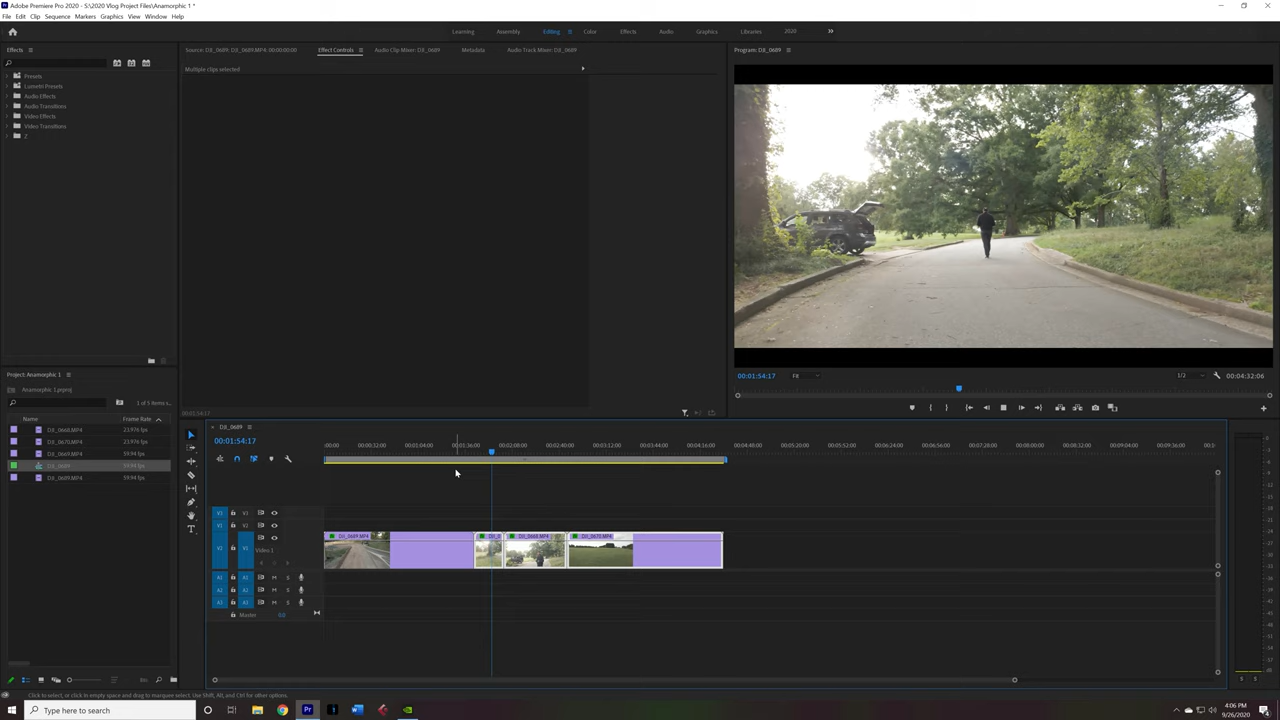 Adobe Premiere Pro 2020 - S:\2020 Vlog Project Files\Anamorphic 1 *
File Edit Clip Sequence Markers Graphics View Window Help
Learning Assembly Editing Color Effects Audio Graphics Libraries 2020
Effects
Source: DJI_0689: DJI_0689.MP4: 00:00:00:00 Effect Controls Audio Clip Mixer: DJI_0689 Metadata Audio Track Mixer: DJI_0689
Program: DJI_0689
Multiple clips selected
Presets
Lumetri Presets
Audio Effects
Audio Transitions
Video Effects
Video Transitions
Z
Project: Anamorphic 1
Anamorphic 1.prproj
1 of 5 items s...
Name Frame Rate
DJI_0668.MP4 23.976 fps
DJI_0670.MP4 23.976 fps
DJI_0669.MP4 59.94 fps
DJI_0689 59.94 fps
DJI_0689.MP4 59.94 fps
00:01:54:17
00:01:54:17 Fit 1/2 00:04:32:06
DJI_0689
00:01:54:17
:00:00 00:00:32:00 00:01:04:00 00:01:36:00 00:02:08:00 00:02:40:00 00:03:12:00 00:03:44:00 00:04:16:00 00:04:48:00 00:05:20:00 00:05:52:00 00:06:24:00 00:06:56:00 00:07:28:00 00:08:00:00 00:08:32:00 00:09:04:00 00:09:36:00 00:10:
V3 V3
V1 V2
V2 V1 Video 1
DJI_0689.MP4 DJI_0 DJI_0668.MP4 DJI_0670.MP4
A1 A1 M S
A2 A2 M S
A3 A3 M S
Master 0.0
S S
Click to select, or click in empty space and drag to marquee select. Use Shift, Alt, and Ctrl for other options.
Type here to search
4:06 PM
9/26/2020